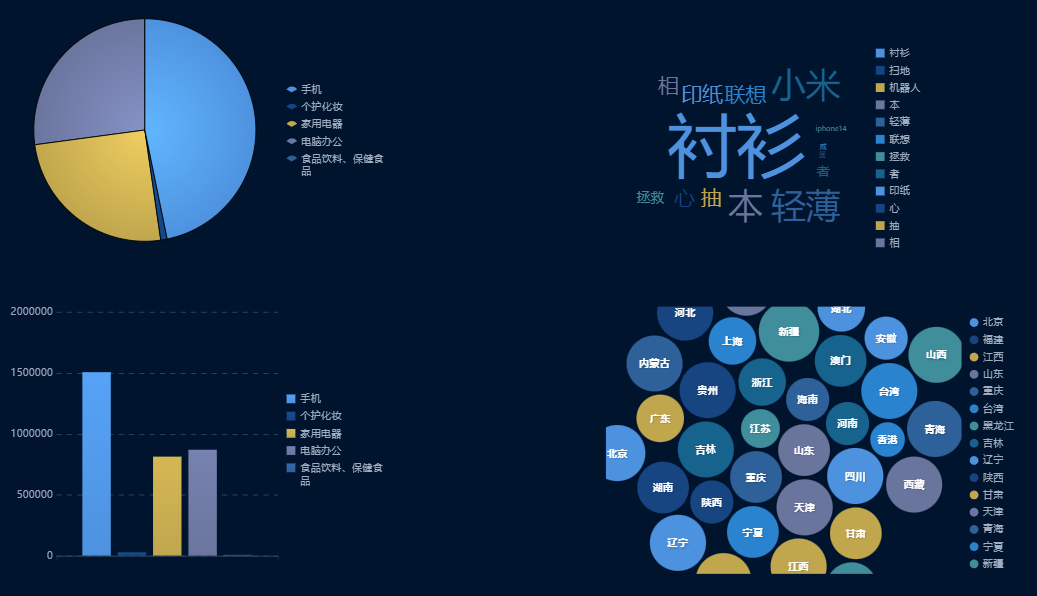 手机
个护化妆
家用电器
电脑办公
食品饮料、保健食
品
相
印纸
联想
小米
衬衫
iphone14
威
者
拯救
心
抽
本
轻薄
衬衫
扫地
机器人
本
轻薄
联想
拯救
者
印纸
心
抽
相
2000000
1500000
1000000
500000
0
手机
个护化妆
家用电器
电脑办公
食品饮料、保健食
品
河北
湖北
新疆
上海
安徽
澳门
山西
内蒙古
浙江
贵州
台湾
海南
广东
江苏
河南
青海
香港
吉林
山东
北京
重庆
四川
湖南
西藏
陕西
天津
宁夏
甘肃
辽宁
江西
北京
福建
江西
山东
重庆
台湾
黑龙江
吉林
辽宁
陕西
甘肃
天津
青海
宁夏
新疆